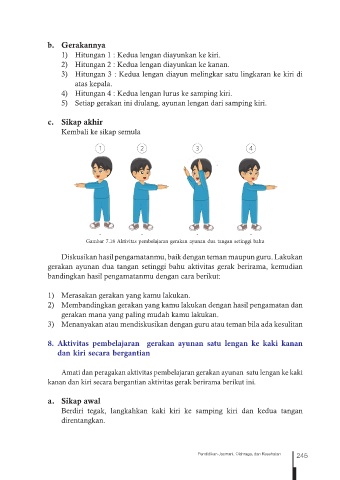 b. Gerakannya
1) Hitungan 1 : Kedua lengan diayunkan ke kiri.
2) Hitungan 2 : Kedua lengan diayunkan ke kanan.
3) Hitungan 3 : Kedua lengan diayun melingkar satu lingkaran ke kiri di
atas kepala.
4) Hitungan 4 : Kedua lengan lurus ke samping kiri.
5) Setiap gerakan ini diulang, ayunan lengan dari samping kiri.
c. Sikap akhir
Kembali ke sikap semula
1 2 3 4
Gambar 7.18 Aktivitas pembelajaran gerakan ayunan dua tangan setinggi bahu
Diskusikan hasil pengamatanmu, baik dengan teman maupun guru. Lakukan
gerakan ayunan dua tangan setinggi bahu aktivitas gerak berirama, kemudian
bandingkan hasil pengamatanmu dengan cara berikut:
1) Merasakan gerakan yang kamu lakukan.
2) Membandingkan gerakan yang kamu lakukan dengan hasil pengamatan dan
gerakan mana yang paling mudah kamu lakukan.
3) Menanyakan atau mendiskusikan dengan guru atau teman bila ada kesulitan
8. Aktivitas pembelajaran gerakan ayunan satu lengan ke kaki kanan
dan kiri secara bergantian
Amati dan peragakan aktivitas pembelajaran gerakan ayunan satu lengan ke kaki
kanan dan kiri secara bergantian aktivitas gerak berirama berikut ini.
a. Sikap awal
Berdiri tegak, langkahkan kaki kiri ke samping kiri dan kedua tangan
direntangkan.
Pendidikan Jasmani, Olahraga, dan Kesehatan 245